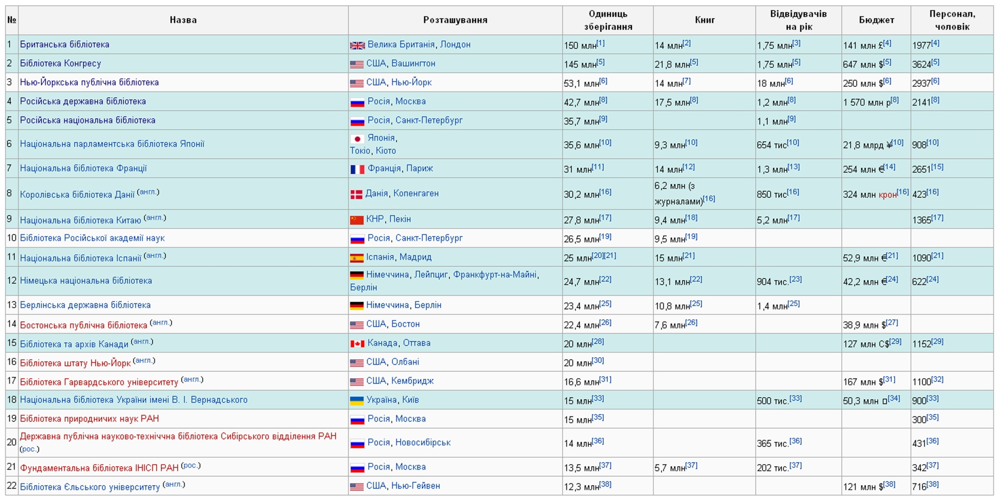 № Назва Розташування Одиниць зберігання Книг Відвідувачів на рік Бюджет Персонал, чоловік
1 Британська бібліотека Велика Британія, Лондон 150 млн[1] 14 млн[2] 1,75 млн[3] 141 млн £[4] 1977[4]
2 Бібліотека Конгресу США, Вашингтон 145 млн[5] 21,8 млн[5] 1,75 млн[5] 647 млн $[5] 3624[5]
3 Нью-Йоркська публічна бібліотека США, Нью-Йорк 53,1 млн[6] 14 млн[7] 18 млн[6] 250 млн $[6] 2937[6]
4 Російська державна бібліотека Росія, Москва 42,7 млн[8] 17,5 млн[8] 1,2 млн[8] 1 570 млн р[8] 2141[8]
5 Російська національна бібліотека Росія, Санкт-Петербург 35,7 млн[9] 1,1 млн[9]
6 Національна парламентська бібліотека Японії Японія, Токіо, Кіото 35,6 млн[10] 9,3 млн[10] 654 тис[10] 21,8 млрд ¥[10] 908[10]
7 Національна бібліотека Франції Франція, Париж 31 млн[11] 14 млн[12] 1,3 млн[13] 254 млн €[14] 2651[15]
8 Королівська бібліотека Данії (англ.) Данія, Копенгаген 30,2 млн[16] 6,2 млн (з журналами)[16] 850 тис[16] 324 млн крон[16] 423[16]
9 Національна бібліотека Китаю (англ.) КНР, Пекін 27,8 млн[17] 9,4 млн[18] 5,2 млн[17] 1365[17]
10 Бібліотека Російської академії наук Росія, Санкт-Петербург 26,5 млн[19] 9,5 млн[19]
11 Національна бібліотека Іспанії (англ.) Іспанія, Мадрид 25 млн[20][21] 15 млн[21] 52,9 млн €[21] 1090[21]
12 Німецька національна бібліотека Німеччина, Лейпциг, Франкфурт-на-Майні, Берлін 24,7 млн[22] 13,1 млн[22] 904 тис.[23] 42,2 млн €[24] 622[24]
13 Берлінська державна бібліотека Німеччина, Берлін 23,4 млн[25] 10,8 млн[25] 1,4 млн[25]
14 Бостонська публічна бібліотека (англ.) США, Бостон 22,4 млн[26] 7,6 млн[26] 38,9 млн $[27]
15 Бібліотека та архів Канади (англ.) Канада, Оттава 20 млн[28] 127 млн C$[29] 1152[29]
16 Бібліотека штату Нью-Йорк (англ.) США, Олбані 20 млн[30]
17 Бібліотека Гарвардського університету (англ.) США, Кембридж 16,6 млн[31] 167 млн $[31] 1100[32]
18 Національна бібліотека України імені В. І. Вернадського Україна, Київ 15 млн[33] 500 тис.[33] 50,3 млн □[34] 900[33]
19 Бібліотека природничих наук РАН Росія, Москва 15 млн[35] 300[35]
20 Державна публічна науково-техніччна бібліотека Сибірського відділення РАН (рос.) Росія, Новосибірськ 14 млн[36] 365 тис.[36] 431[36]
21 Фундаментальна бібліотека ІНІСП РАН (рос.) Росія, Москва 13,5 млн[37] 5,7 млн[37] 202 тис.[37] 342[37]
22 Бібліотека Єльського університету (англ.) США, Нью-Гейвен 12,3 млн[38] 121 млн $[38] 716[38]